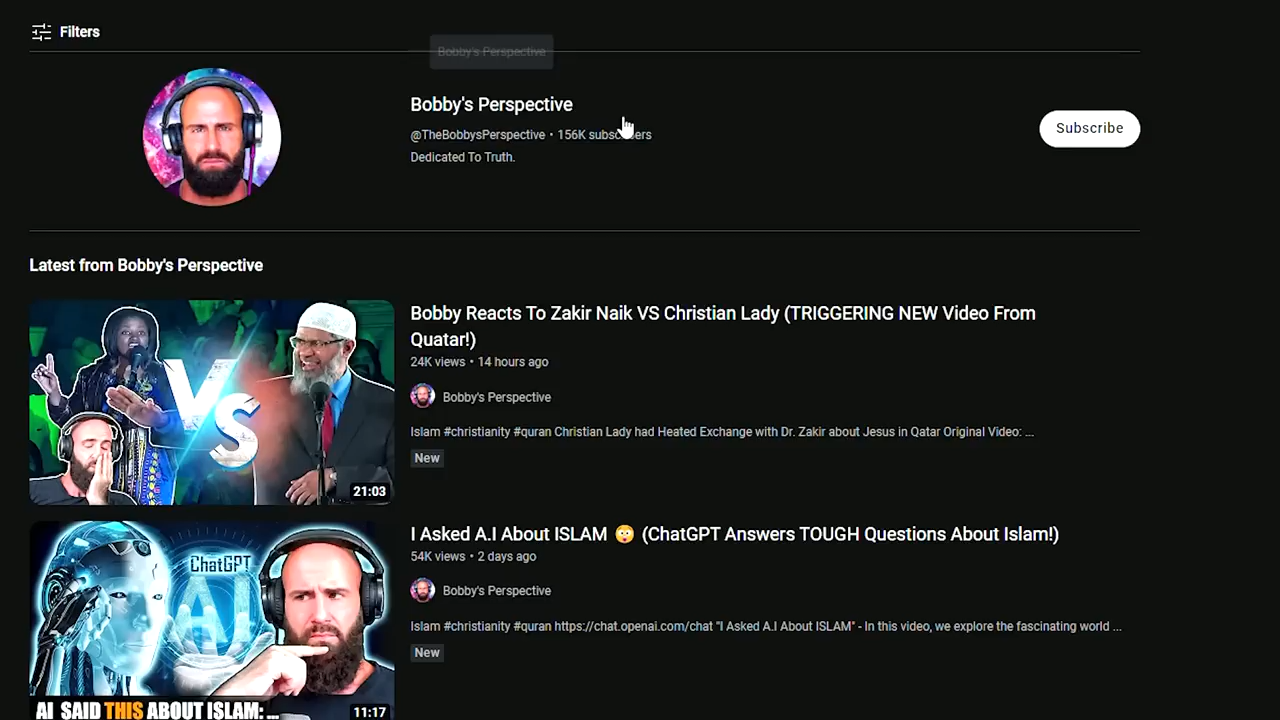 Filters
Bobby's Perspective
Bobby's Perspective
@TheBobbysPerspective • 156K subscribers
Dedicated To Truth.
Subscribe
Latest from Bobby's Perspective
VS
21:03
Bobby Reacts To Zakir Naik VS Christian Lady (TRIGGERING NEW Video From
Quatar!)
24K views • 14 hours ago
Bobby's Perspective
Islam #christianity #quran Christian Lady had Heated Exchange with Dr. Zakir about Jesus in Qatar Original Video: ...
New
ChatGPT
AI
AI SAID THIS ABOUT ISLAM: ...
11:17
I Asked A.I About ISLAM 😳 (ChatGPT Answers TOUGH Questions About Islam!)
54K views • 2 days ago
Bobby's Perspective
Islam #christianity #quran https://chat.openai.com/chat "I Asked A.I About ISLAM" - In this video, we explore the fascinating world ...
New